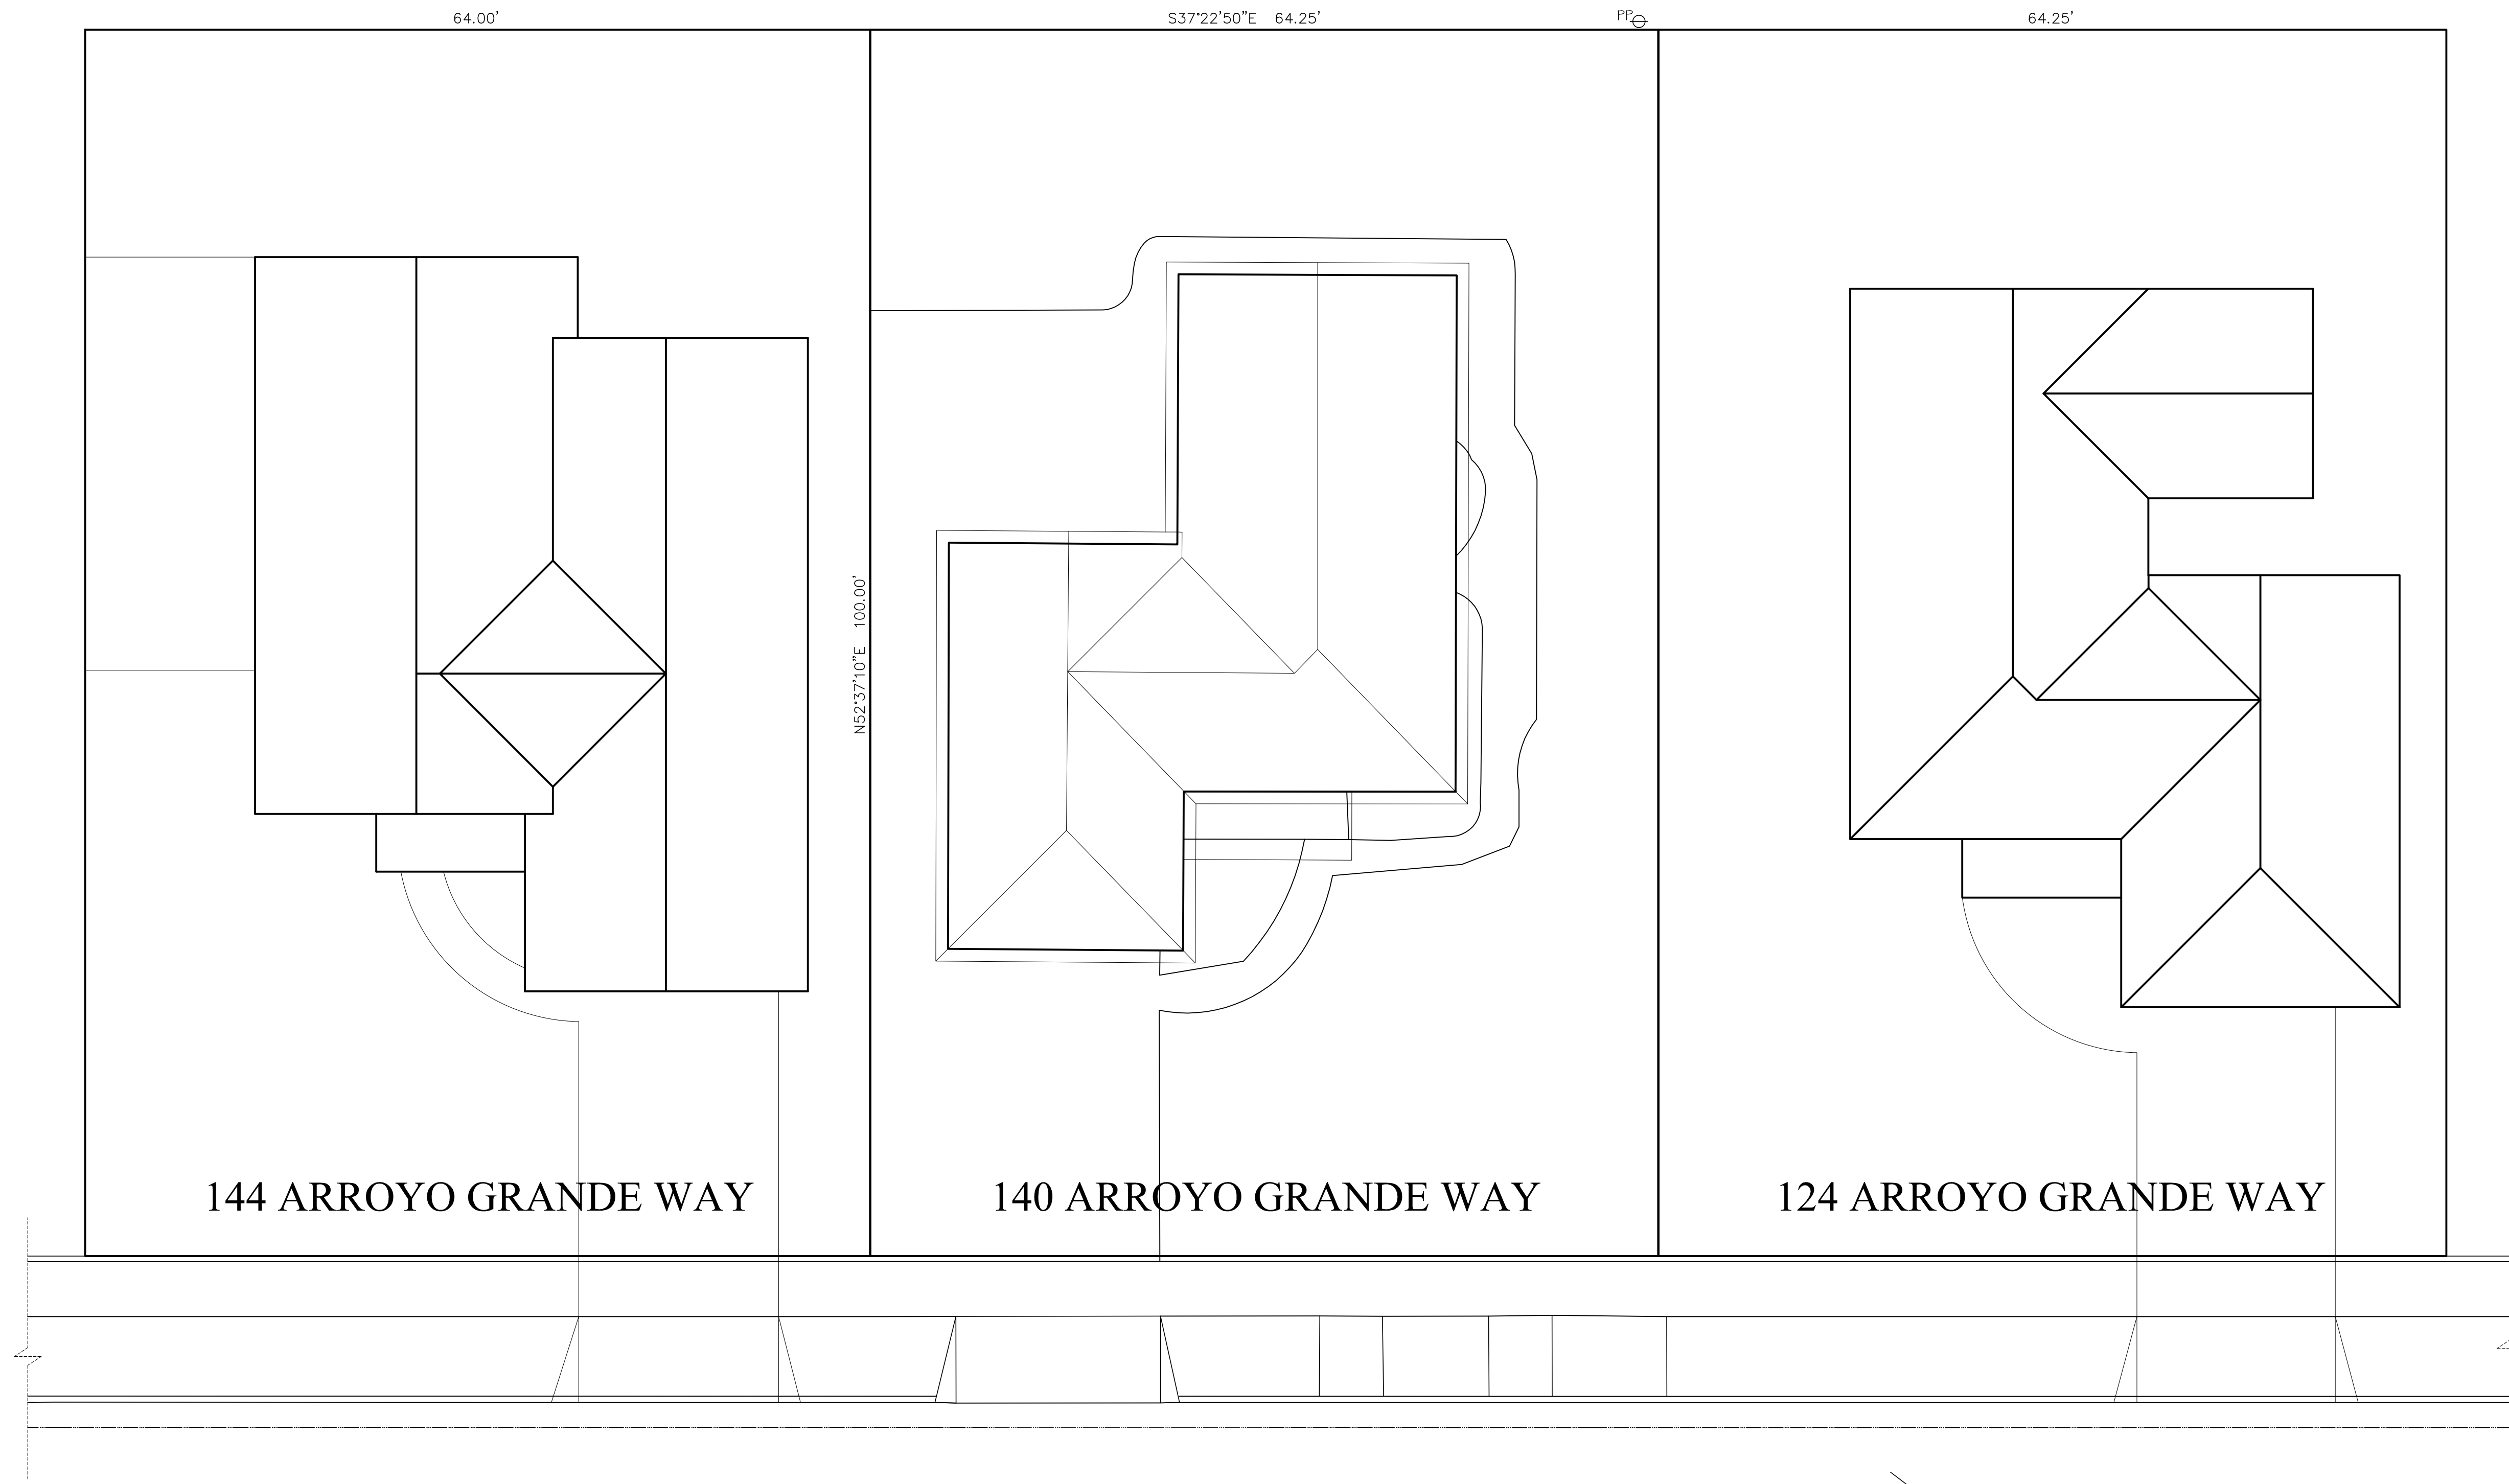 64.00'
S37°22'50"E 64.25'
PP
64.25'
N52°37'10"E 100.00'
144 ARROYO GRANDE WAY
140 ARROYO GRANDE WAY
124 ARROYO GRANDE WAY